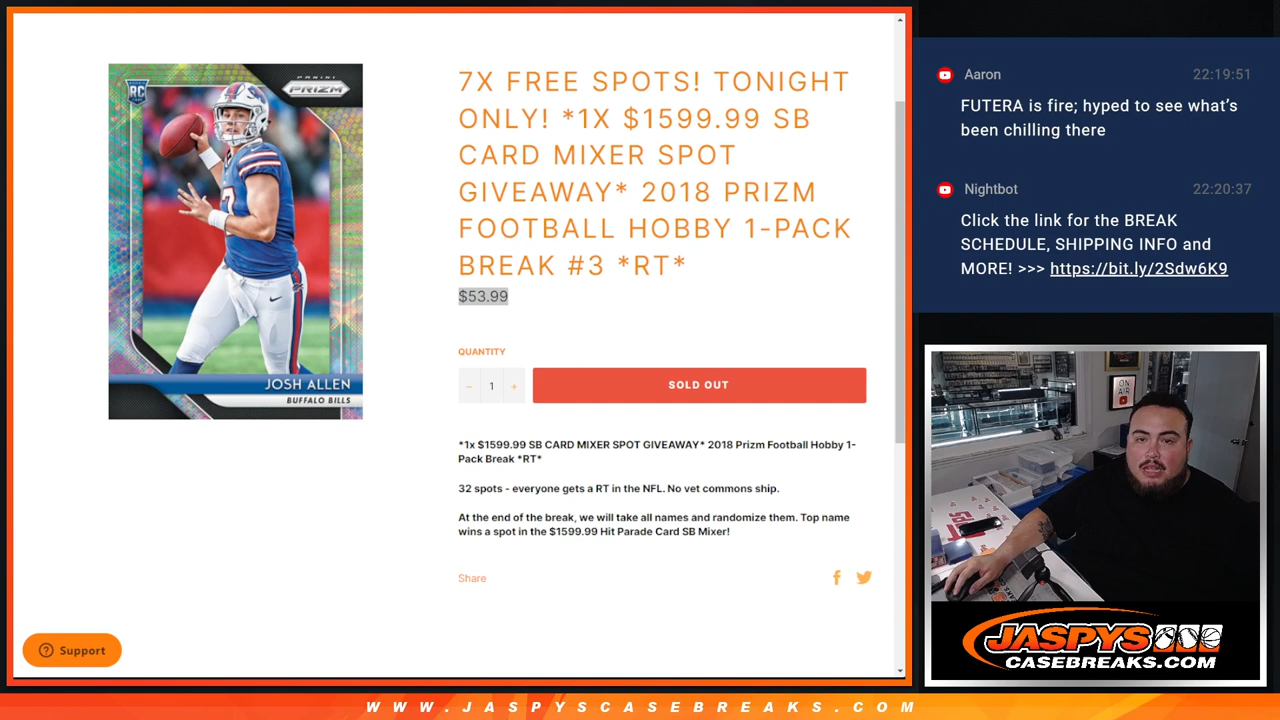 RC
PANINI
PRIZM
JOSH ALLEN
BUFFALO BILLS
7X FREE SPOTS! TONIGHT
ONLY! *1X $1599.99 SB
CARD MIXER SPOT
GIVEAWAY* 2018 PRIZM
FOOTBALL HOBBY 1-PACK
BREAK #3 *RT*
$53.99
QUANTITY
− 1 +
SOLD OUT
*1x $1599.99 SB CARD MIXER SPOT GIVEAWAY* 2018 Prizm Football Hobby 1-
Pack Break *RT*
32 spots - everyone gets a RT in the NFL. No vet commons ship.
At the end of the break, we will take all names and randomize them. Top name
wins a spot in the $1599.99 Hit Parade Card SB Mixer!
Share
Support
Aaron 22:19:51
FUTERA is fire; hyped to see what’s
been chilling there
Nightbot 22:20:37
Click the link for the BREAK
SCHEDULE, SHIPPING INFO and
MORE! >>> https://bit.ly/2Sdw6K9
ON
AIR
JASPYS
CASEBREAKS.COM
WWW.JASPYSCASEBREAKS.COM